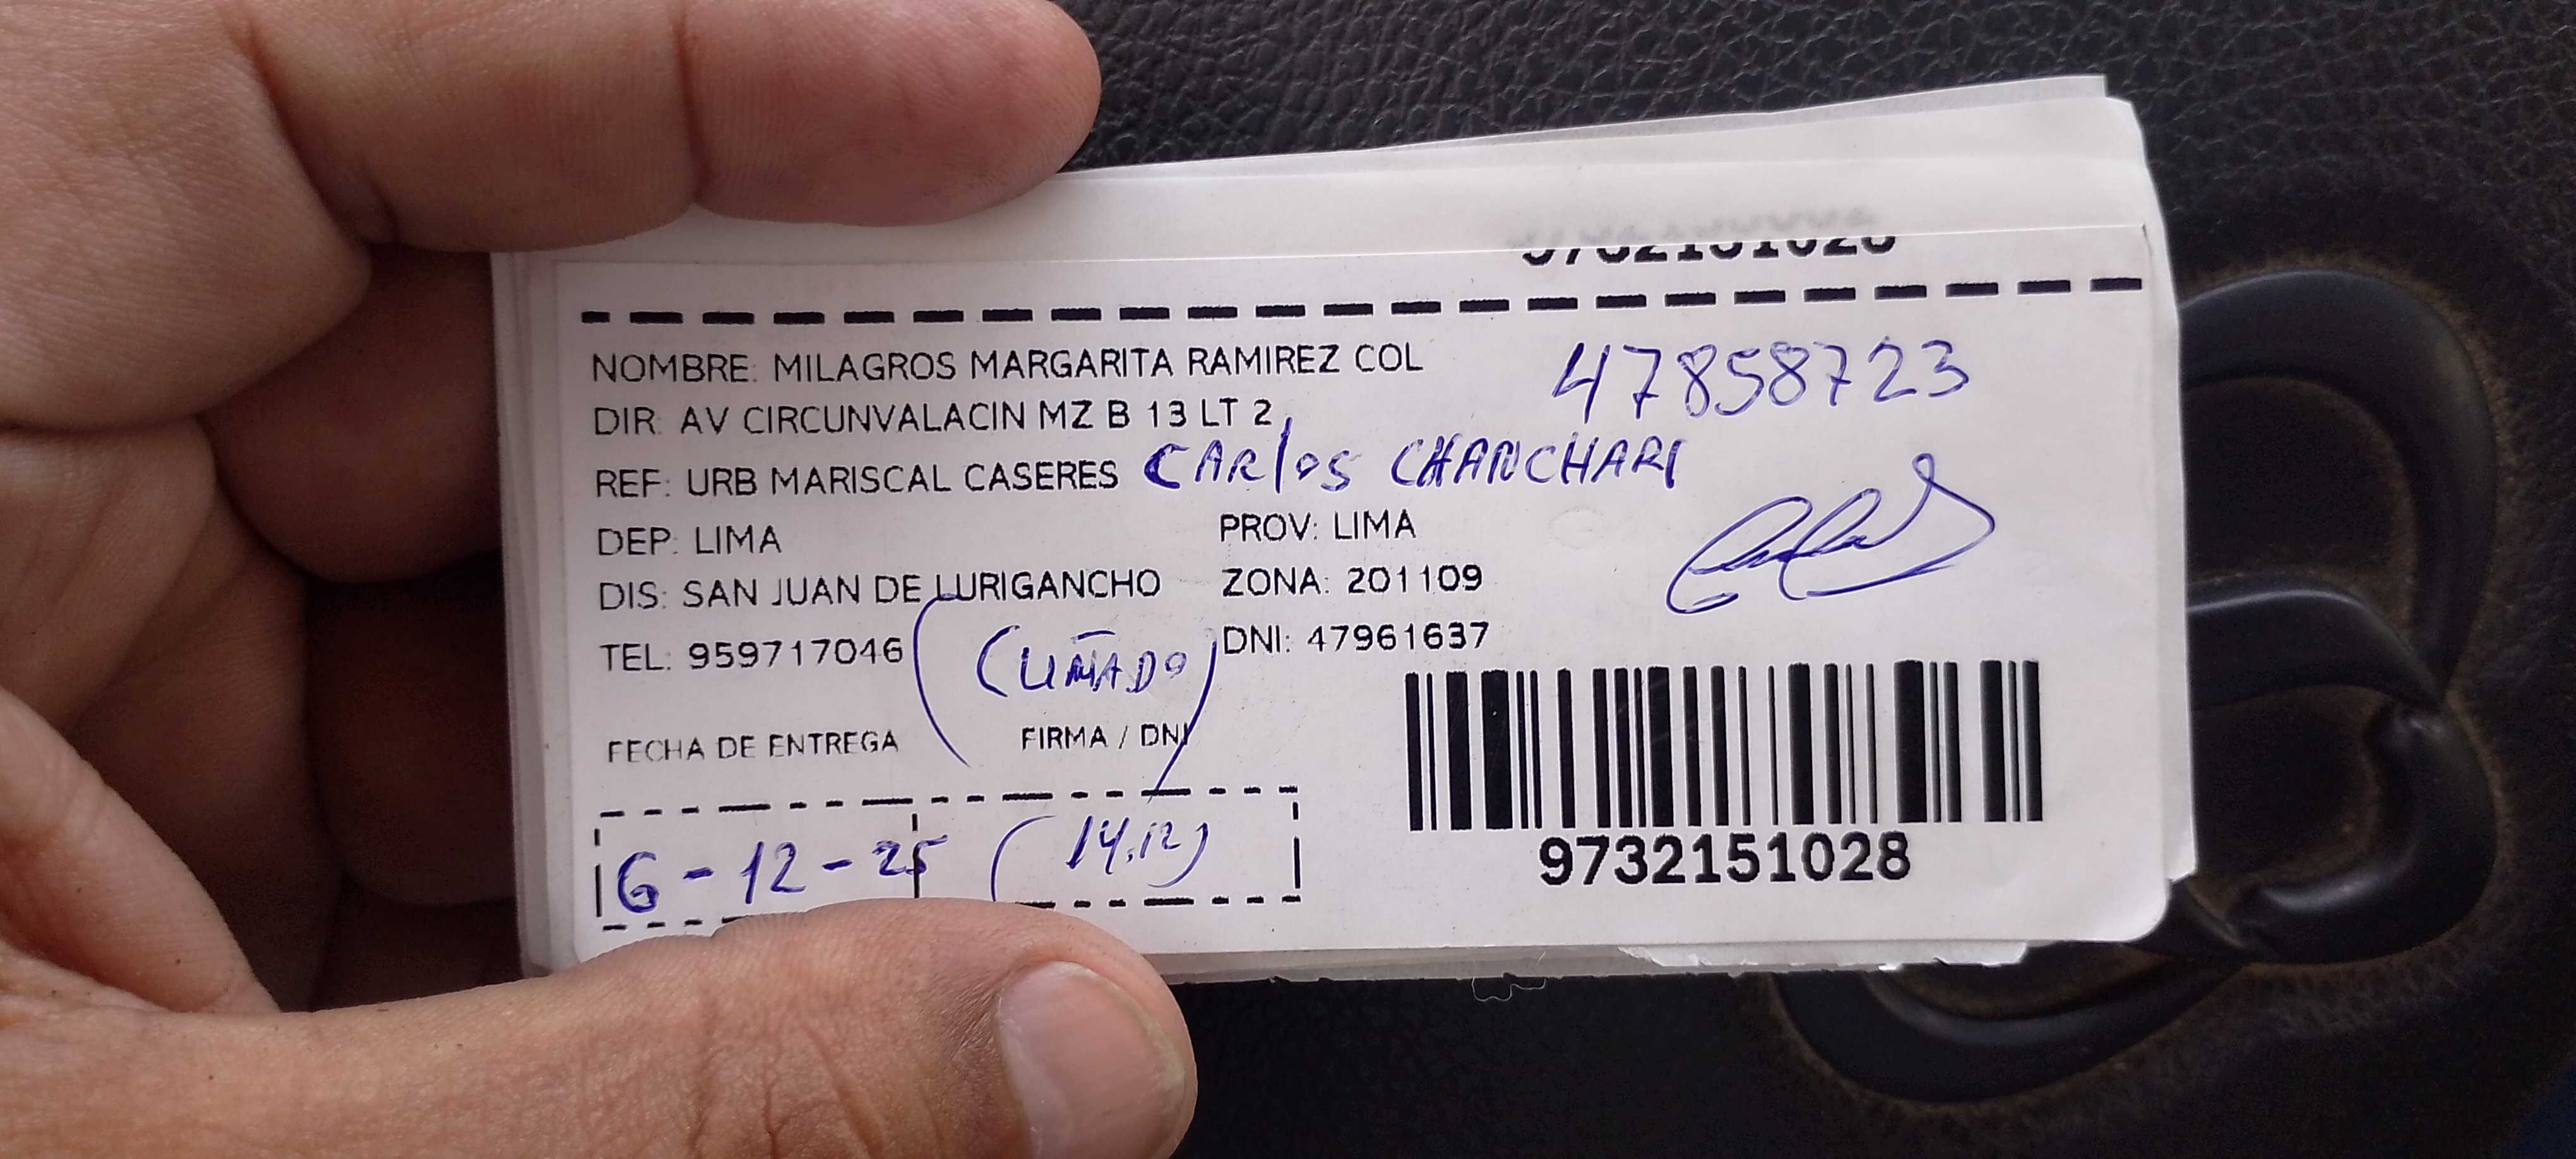 9732151028
NOMBRE: MILAGROS MARGARITA RAMIREZ COL
47858723
DIR: AV CIRCUNVALACIN MZ B 13 LT 2
REF: URB MARISCAL CASERES CARlos CHANCHARI
DEP: LIMA PROV: LIMA
DIS: SAN JUAN DE LURIGANCHO ZONA: 201109
TEL: 959717046 (CUÑADO) DNI: 47961637
FECHA DE ENTREGA FIRMA / DNI
6-12-25 (14:12)
9732151028